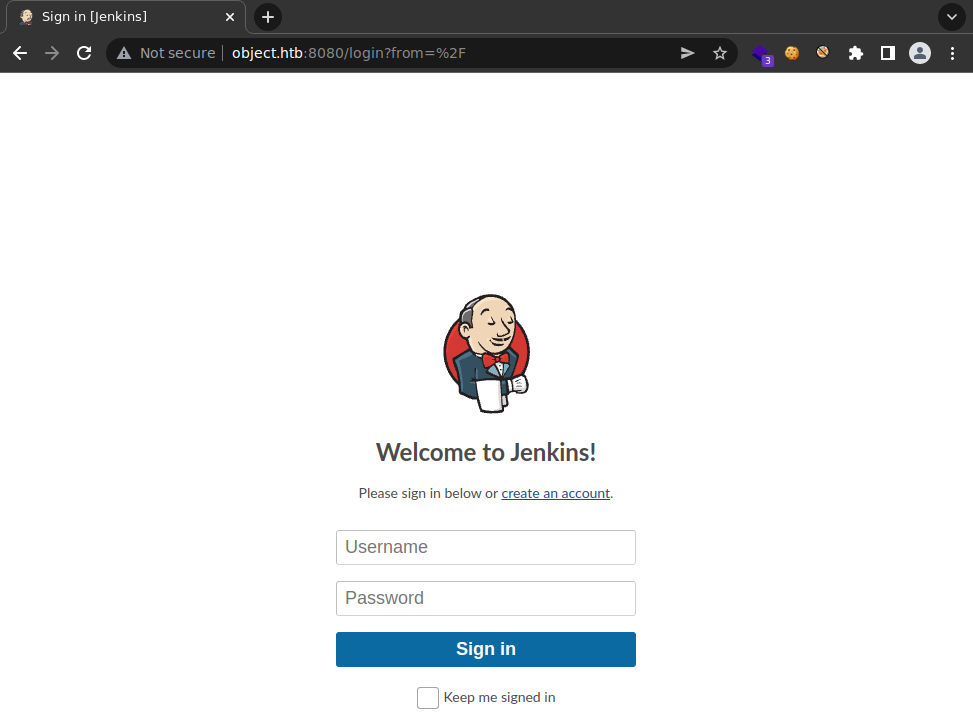 Sign in [Jenkins]
Not secure object.htb:8080/login?from=%2F
3
Welcome to Jenkins!
Please sign in below or create an account.
Username
Password
Sign in
Keep me signed in